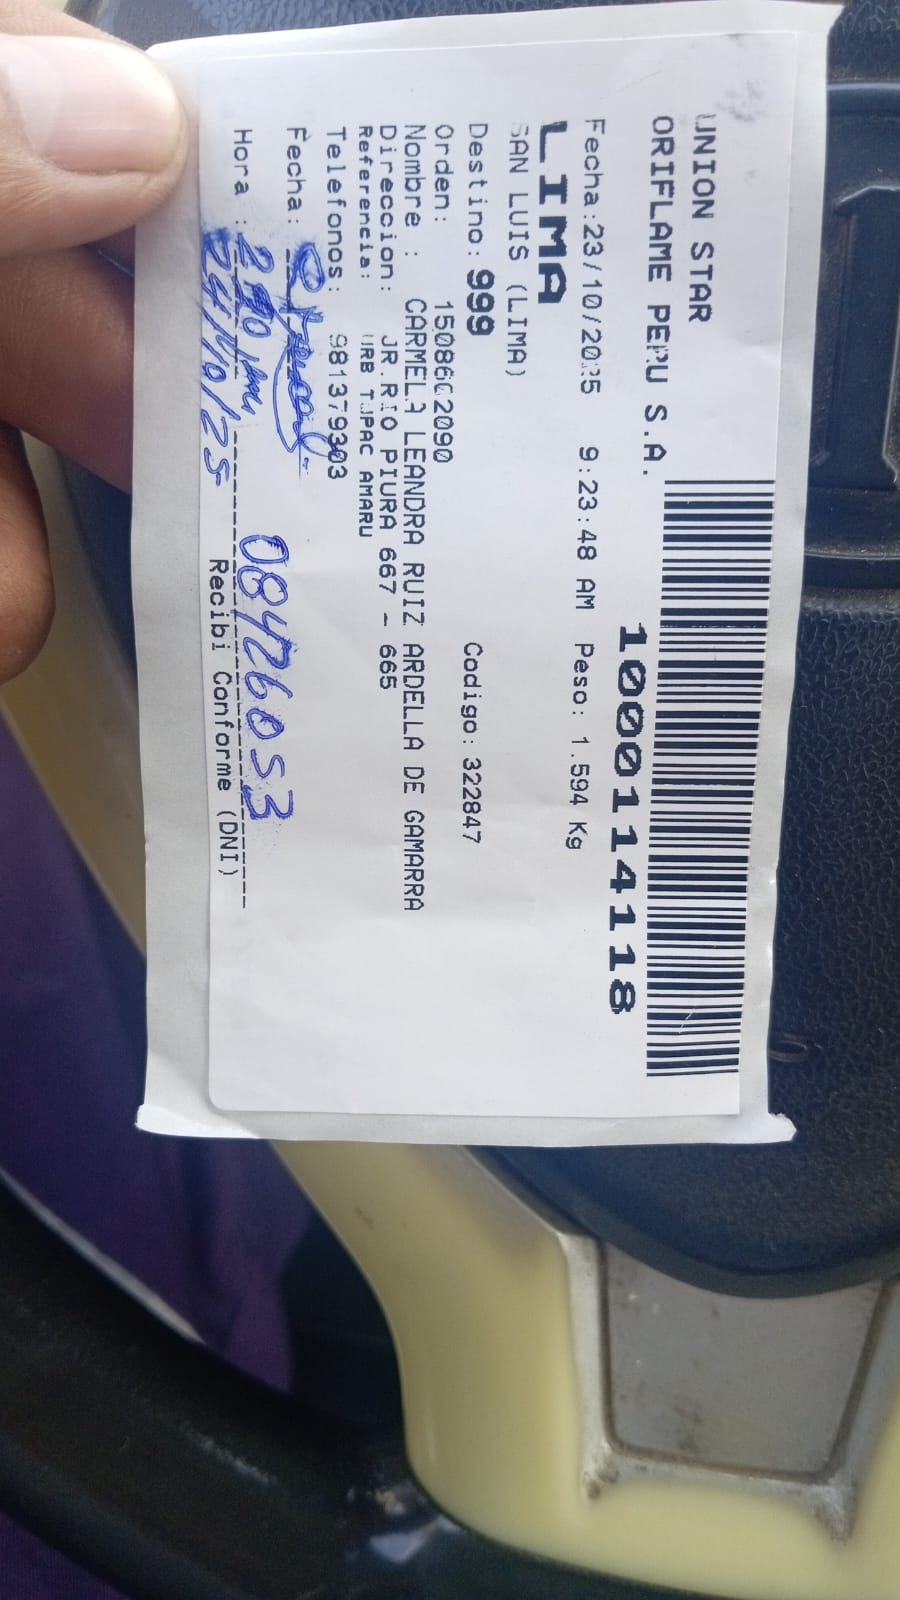 UNION STAR
ORIFLAME PERU S.A.
10001114118
Fecha:23/10/2025 9:23:48 AM Peso: 1.594 Kg
LIMA
SAN LUIS (LIMA)
Destino: 999 Codigo: 322847
Orden: 1508602090
Nombre : CARMELA LEANDRA RUIZ ARDELLA DE GAMARRA
Direccion: JR.RIO PIURA 667 - 665
Referencia: URB TUPAC AMARU
Telefonos: 981379303
Fecha:
Hora : 08426053
24/10/25 Recibi Conforme (DNI)